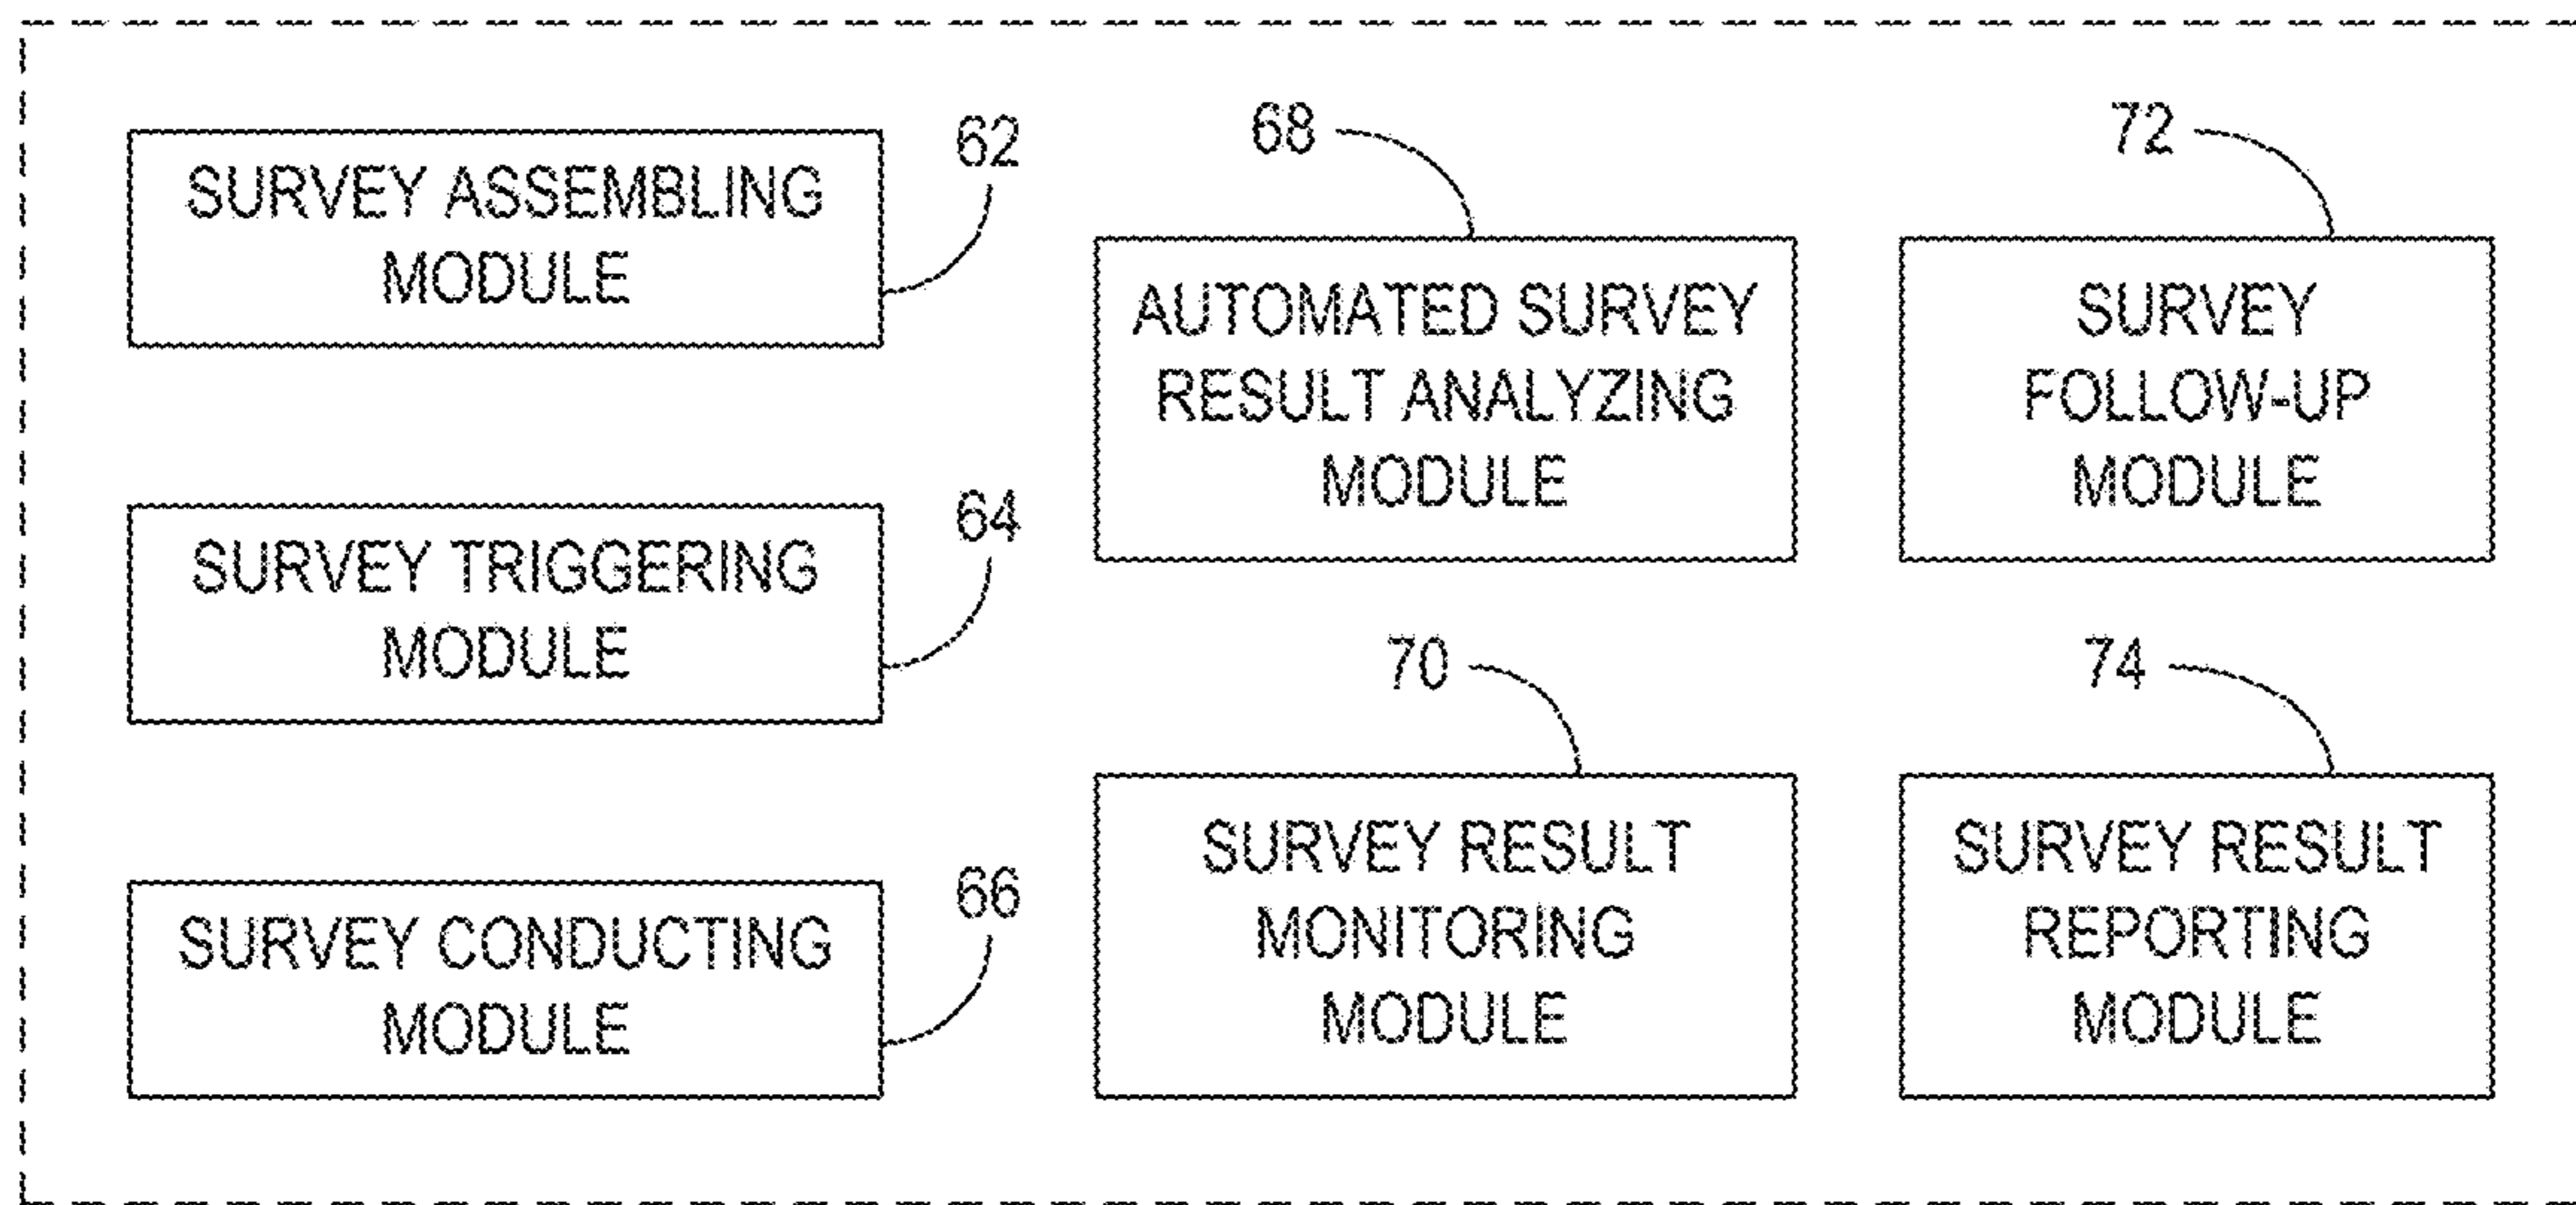 62
SURVEY ASSEMBLING
MODULE
64
SURVEY TRIGGERING
MODULE
66
SURVEY CONDUCTING
MODULE
68
AUTOMATED SURVEY
RESULT ANALYZING
MODULE
70
SURVEY RESULT
MONITORING
MODULE
72
SURVEY
FOLLOW-UP
MODULE
74
SURVEY RESULT
REPORTING
MODULE